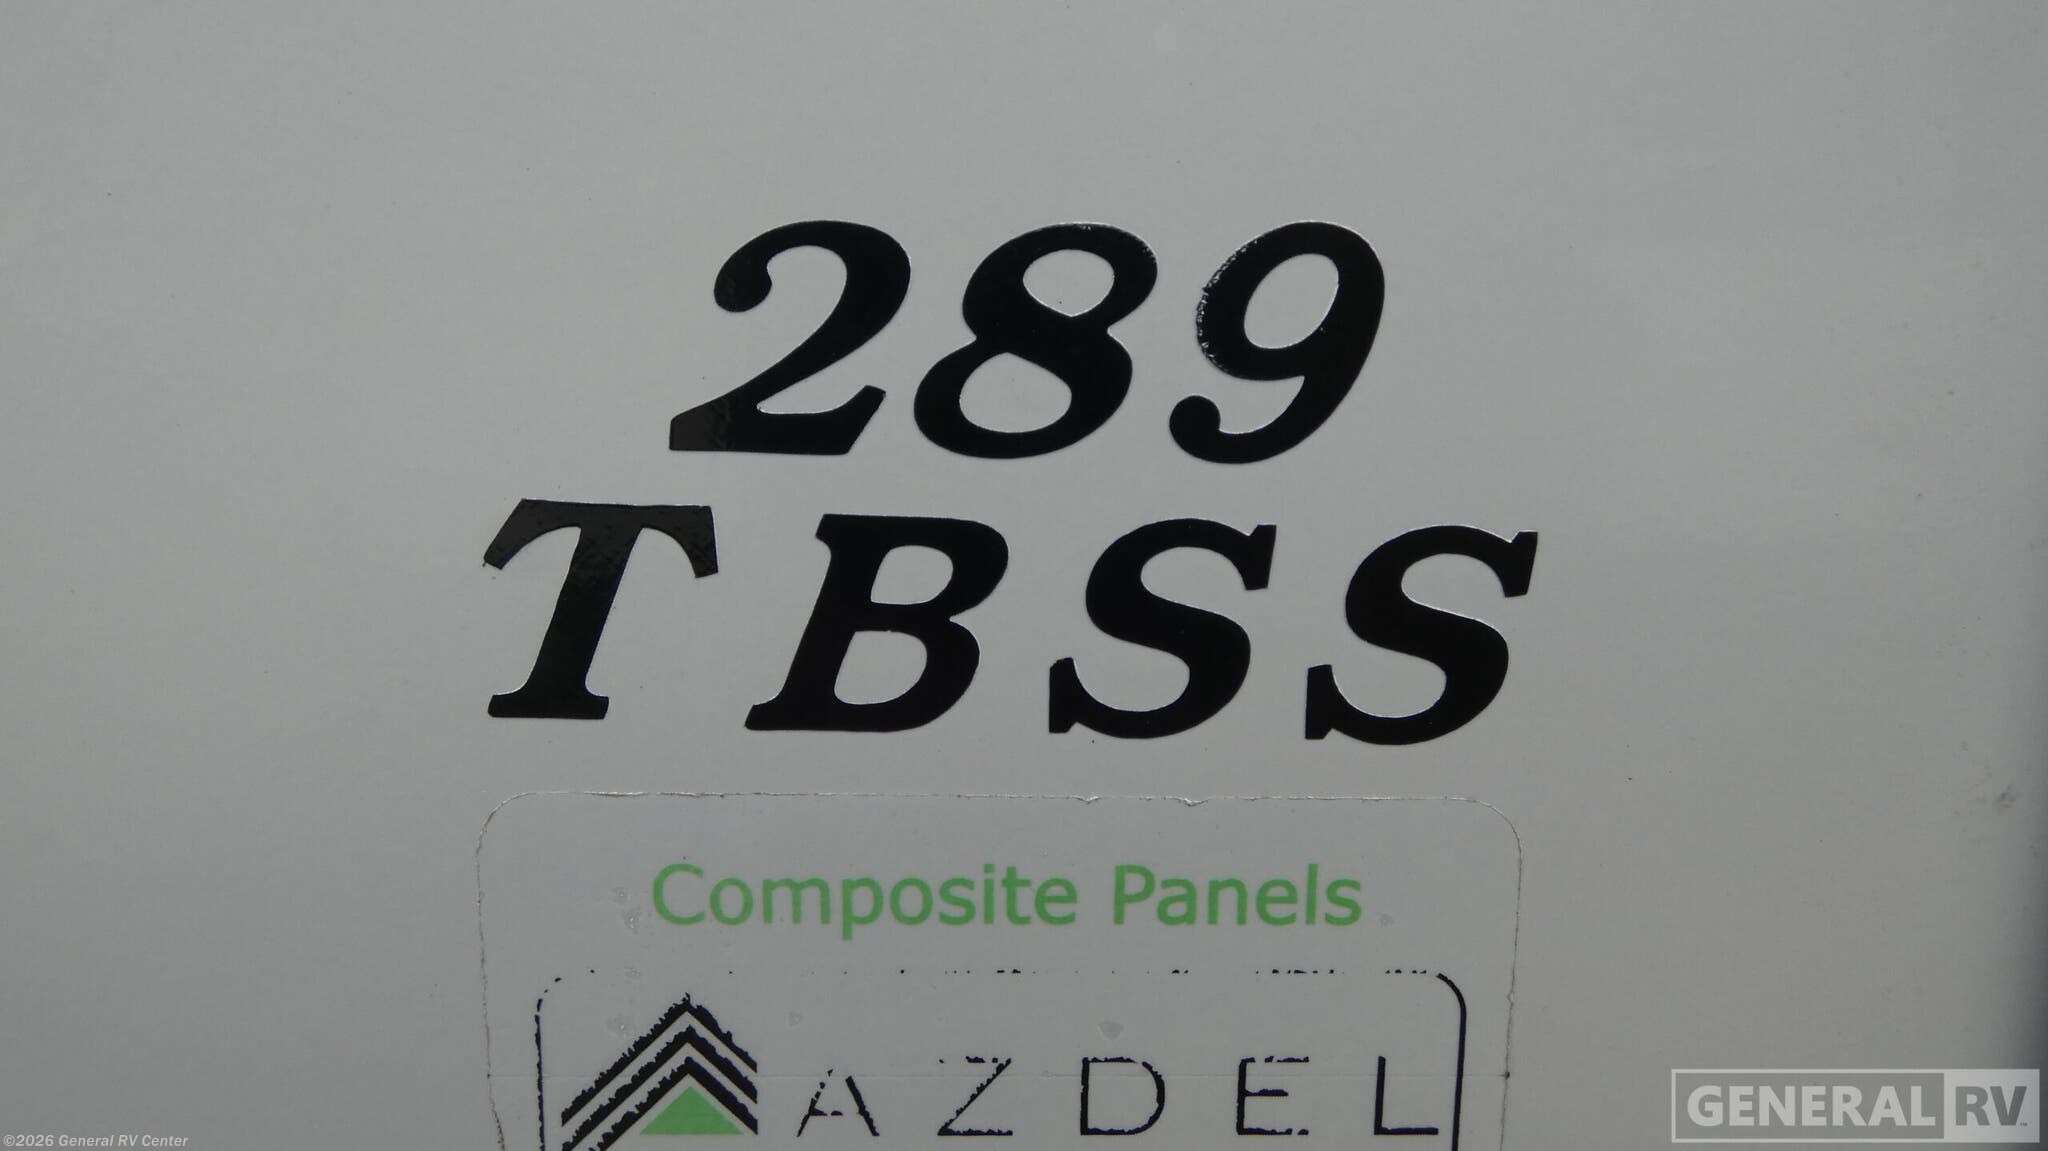 289
TBSS
Composite Panels
AZDEL
GENERAL RV
©2026 General RV Center